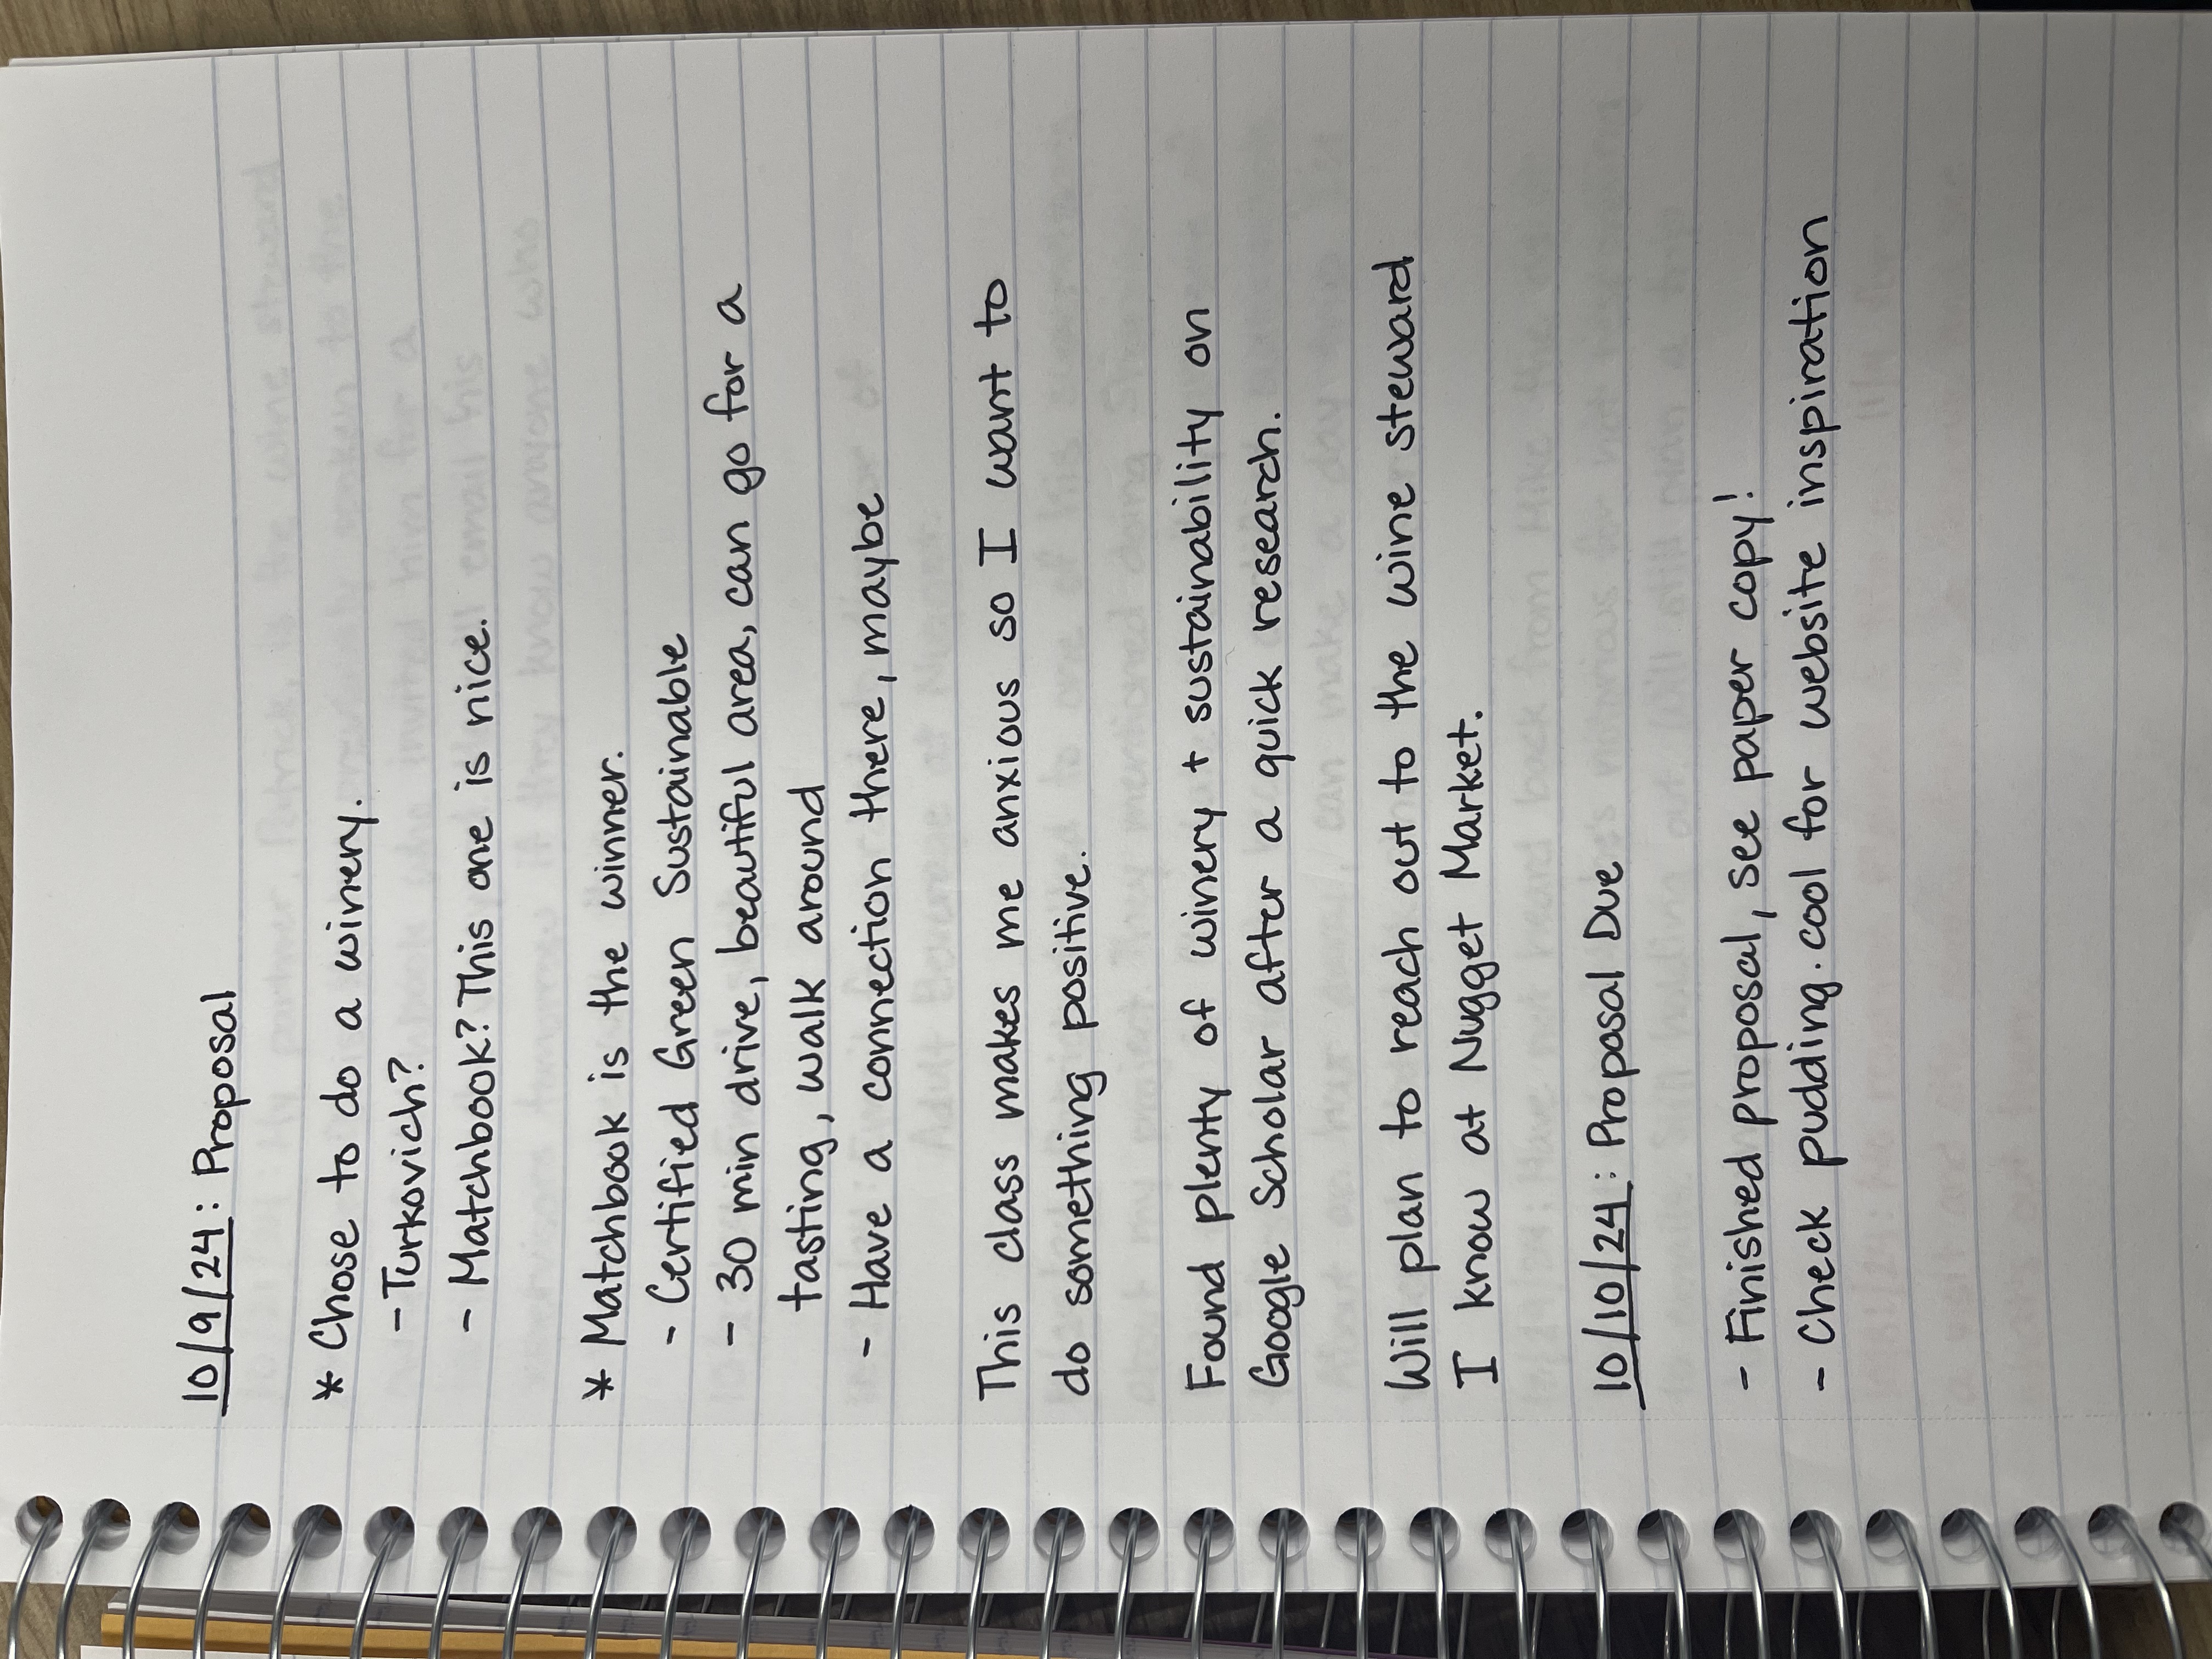 10/9/24: Proposal
* Chose to do a winery.
- Turkovich?
- Matchbook? This one is nice.
* Matchbook is the winner.
- Certified Green Sustainable
- 30 min drive, beautiful area, can go for a
tasting, walk around
- Have a connection there, maybe
This class makes me anxious so I want to
do something positive.
Found plenty of winery + sustainability on
Google Scholar after a quick research.
Will plan to reach out to the wine steward
I know at Nugget Market.
10/10/24: Proposal Due
- Finished proposal, see paper copy!
- Check pudding.cool for website inspiration